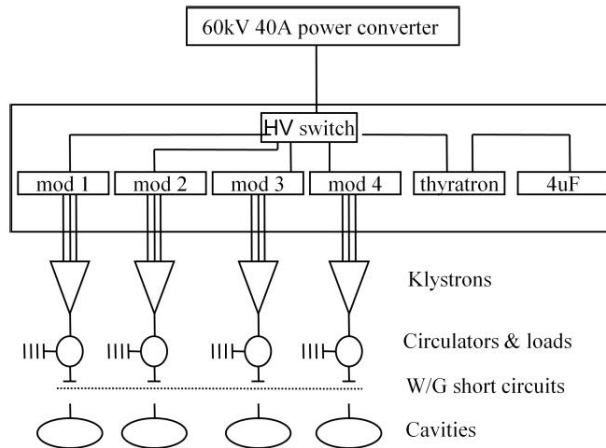 60kV 40A power converter
HV switch
mod 1 mod 2 mod 3 mod 4 thyratron 4uF
Klystrons
Circulators & loads
W/G short circuits
Cavities